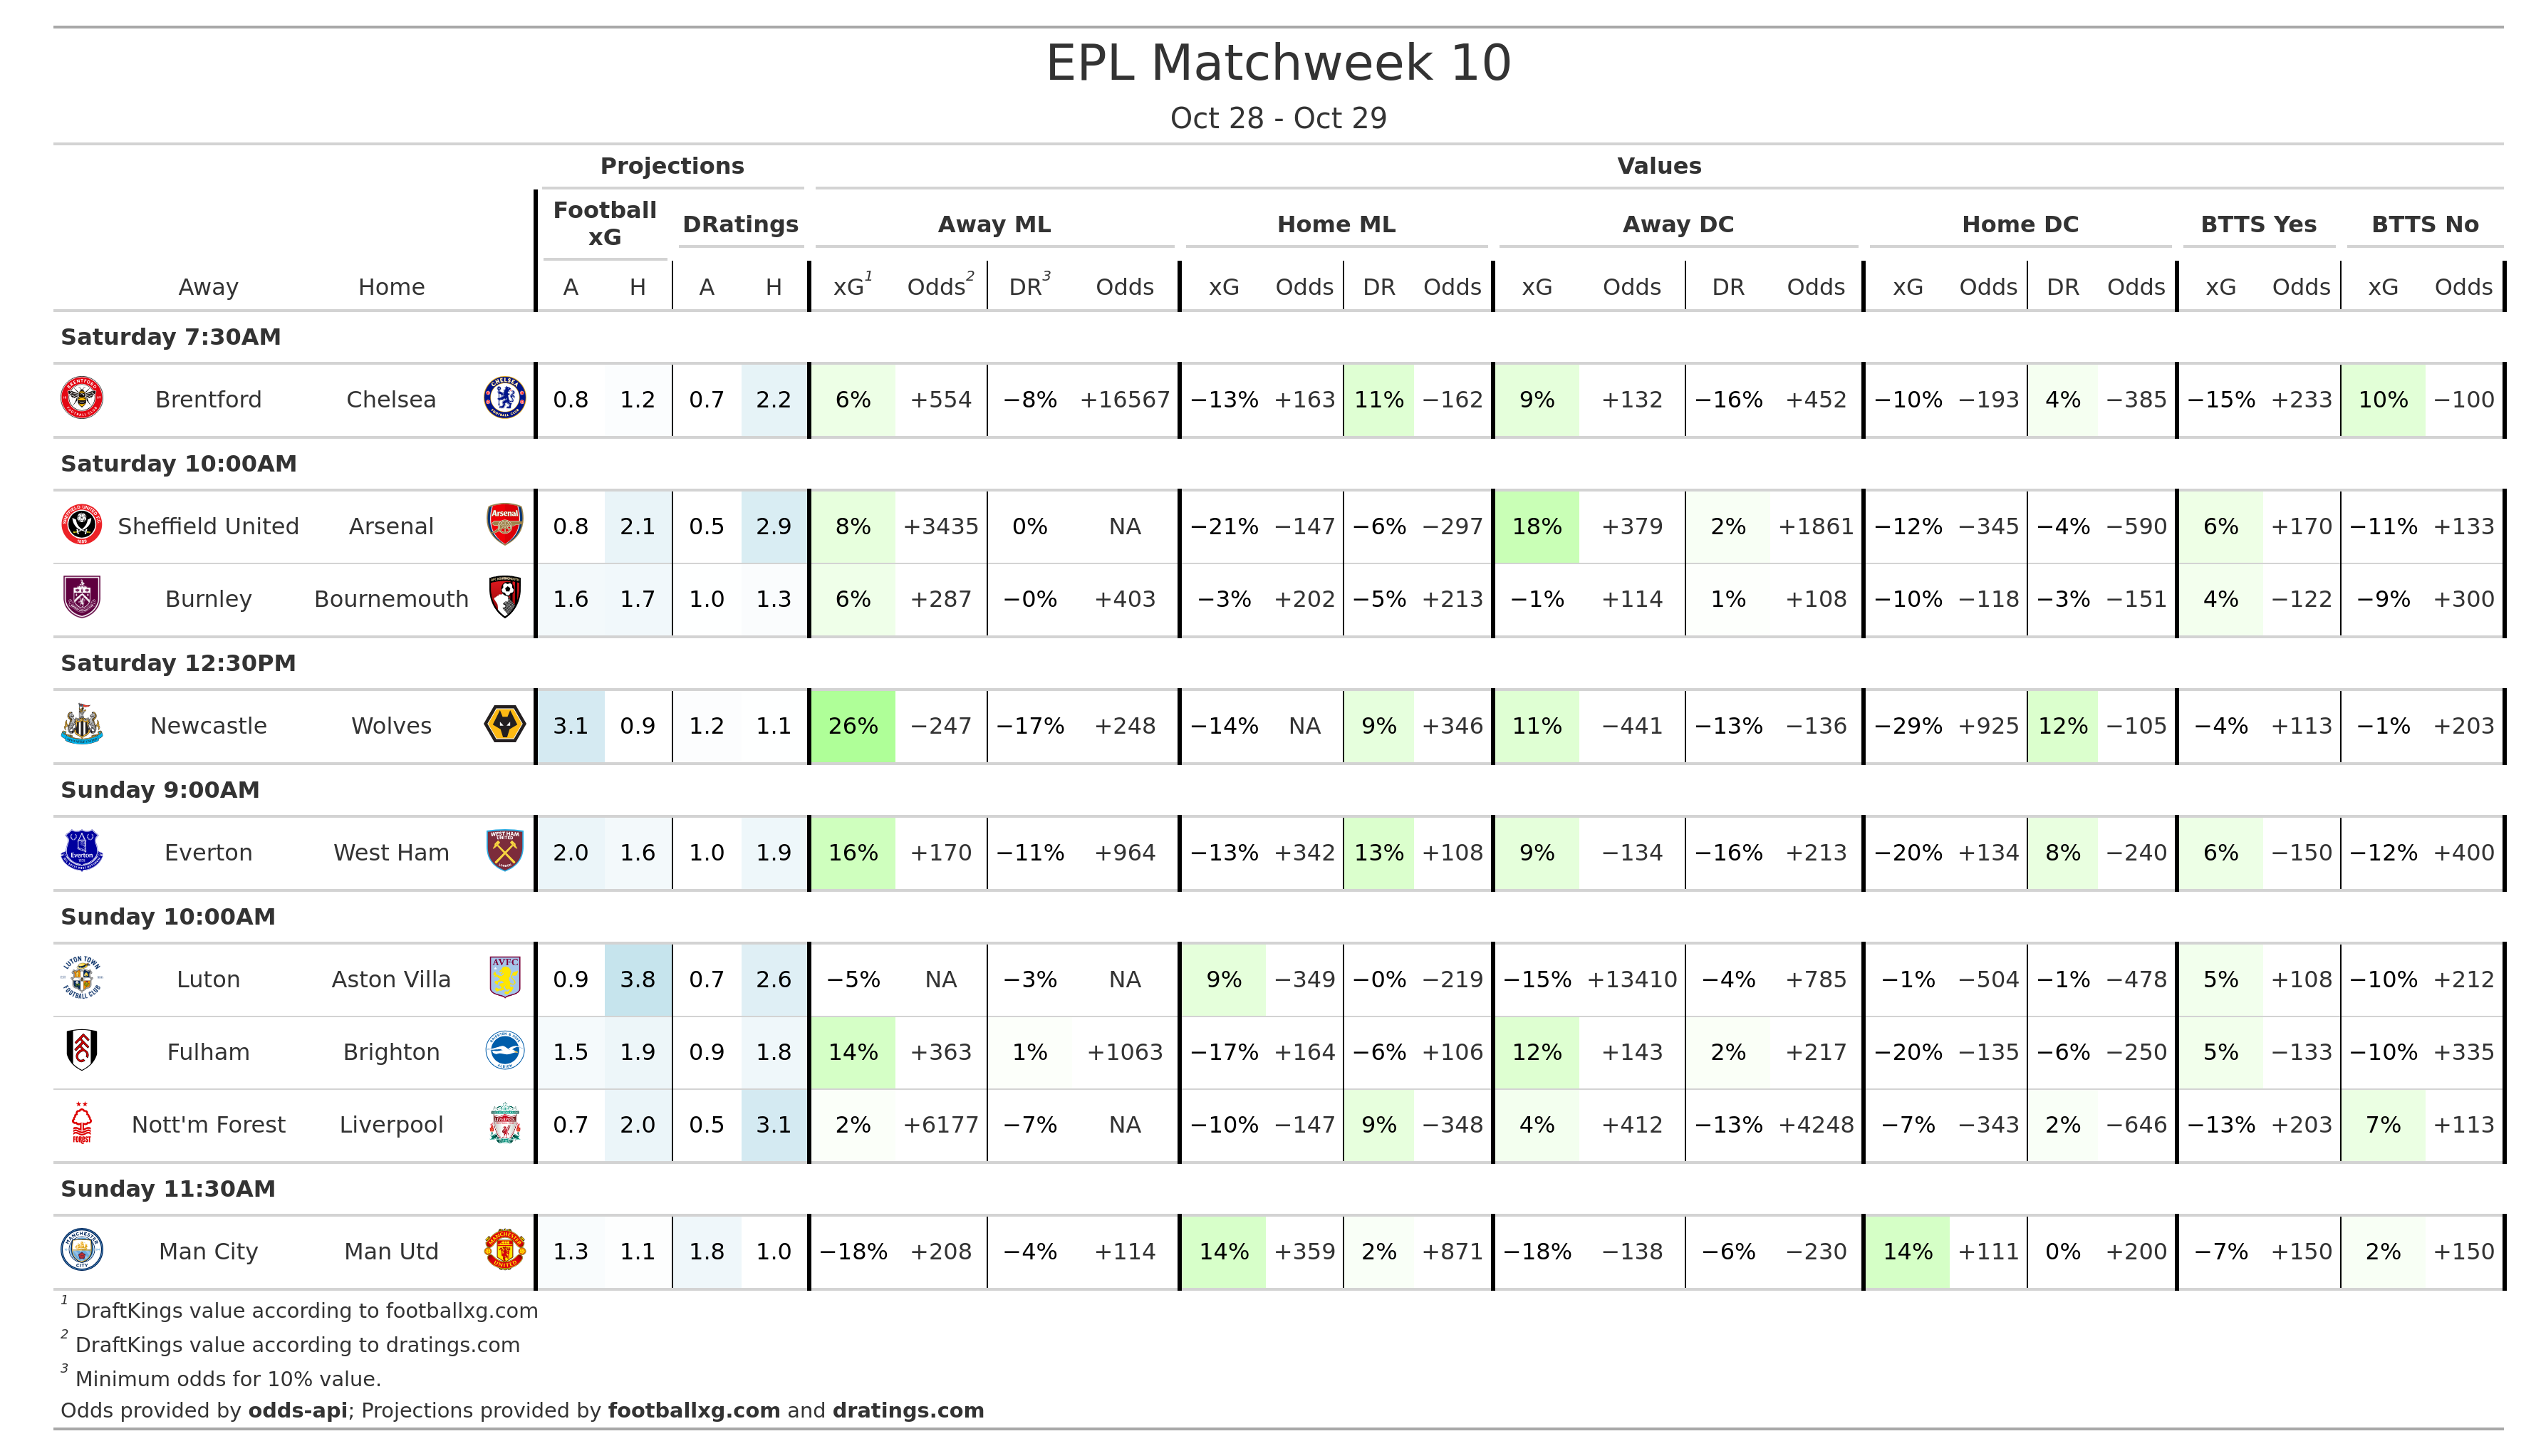 EPL Matchweek 10
Oct 28 - Oct 29
Projections Values
Football xG DRatings Away ML Home ML Away DC Home DC BTTS Yes BTTS No
Away Home A H A H xG1 Odds2 DR3 Odds xG Odds DR Odds xG Odds DR Odds xG Odds DR Odds xG Odds xG Odds
Saturday 7:30AM
Brentford Chelsea 0.8 1.2 0.7 2.2 6% +554 −8% +16567 −13% +163 11% −162 9% +132 −16% +452 −10% −193 4% −385 −15% +233 10% −100
Saturday 10:00AM
Sheffield United Arsenal 0.8 2.1 0.5 2.9 8% +3435 0% NA −21% −147 −6% −297 18% +379 2% +1861 −12% −345 −4% −590 6% +170 −11% +133
Burnley Bournemouth 1.6 1.7 1.0 1.3 6% +287 −0% +403 −3% +202 −5% +213 −1% +114 1% +108 −10% −118 −3% −151 4% −122 −9% +300
Saturday 12:30PM
Newcastle Wolves 3.1 0.9 1.2 1.1 26% −247 −17% +248 −14% NA 9% +346 11% −441 −13% −136 −29% +925 12% −105 −4% +113 −1% +203
Sunday 9:00AM
Everton West Ham 2.0 1.6 1.0 1.9 16% +170 −11% +964 −13% +342 13% +108 9% −134 −16% +213 −20% +134 8% −240 6% −150 −12% +400
Sunday 10:00AM
Luton Aston Villa 0.9 3.8 0.7 2.6 −5% NA −3% NA 9% −349 −0% −219 −15% +13410 −4% +785 −1% −504 −1% −478 5% +108 −10% +212
Fulham Brighton 1.5 1.9 0.9 1.8 14% +363 1% +1063 −17% +164 −6% +106 12% +143 2% +217 −20% −135 −6% −250 5% −133 −10% +335
Nott'm Forest Liverpool 0.7 2.0 0.5 3.1 2% +6177 −7% NA −10% −147 9% −348 4% +412 −13% +4248 −7% −343 2% −646 −13% +203 7% +113
Sunday 11:30AM
Man City Man Utd 1.3 1.1 1.8 1.0 −18% +208 −4% +114 14% +359 2% +871 −18% −138 −6% −230 14% +111 0% +200 −7% +150 2% +150
1 DraftKings value according to footballxg.com
2 DraftKings value according to dratings.com
3 Minimum odds for 10% value.
Odds provided by odds-api; Projections provided by footballxg.com and dratings.com